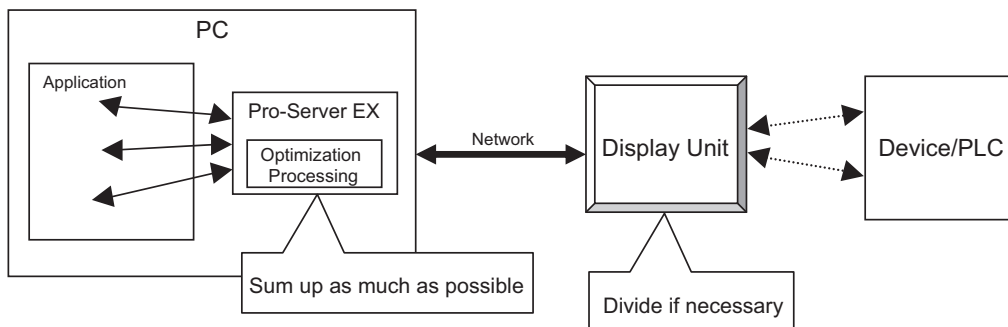 PC
Application
Pro-Server EX
Optimization
Processing
Network
Display Unit
Device/PLC
Sum up as much as possible
Divide if necessary